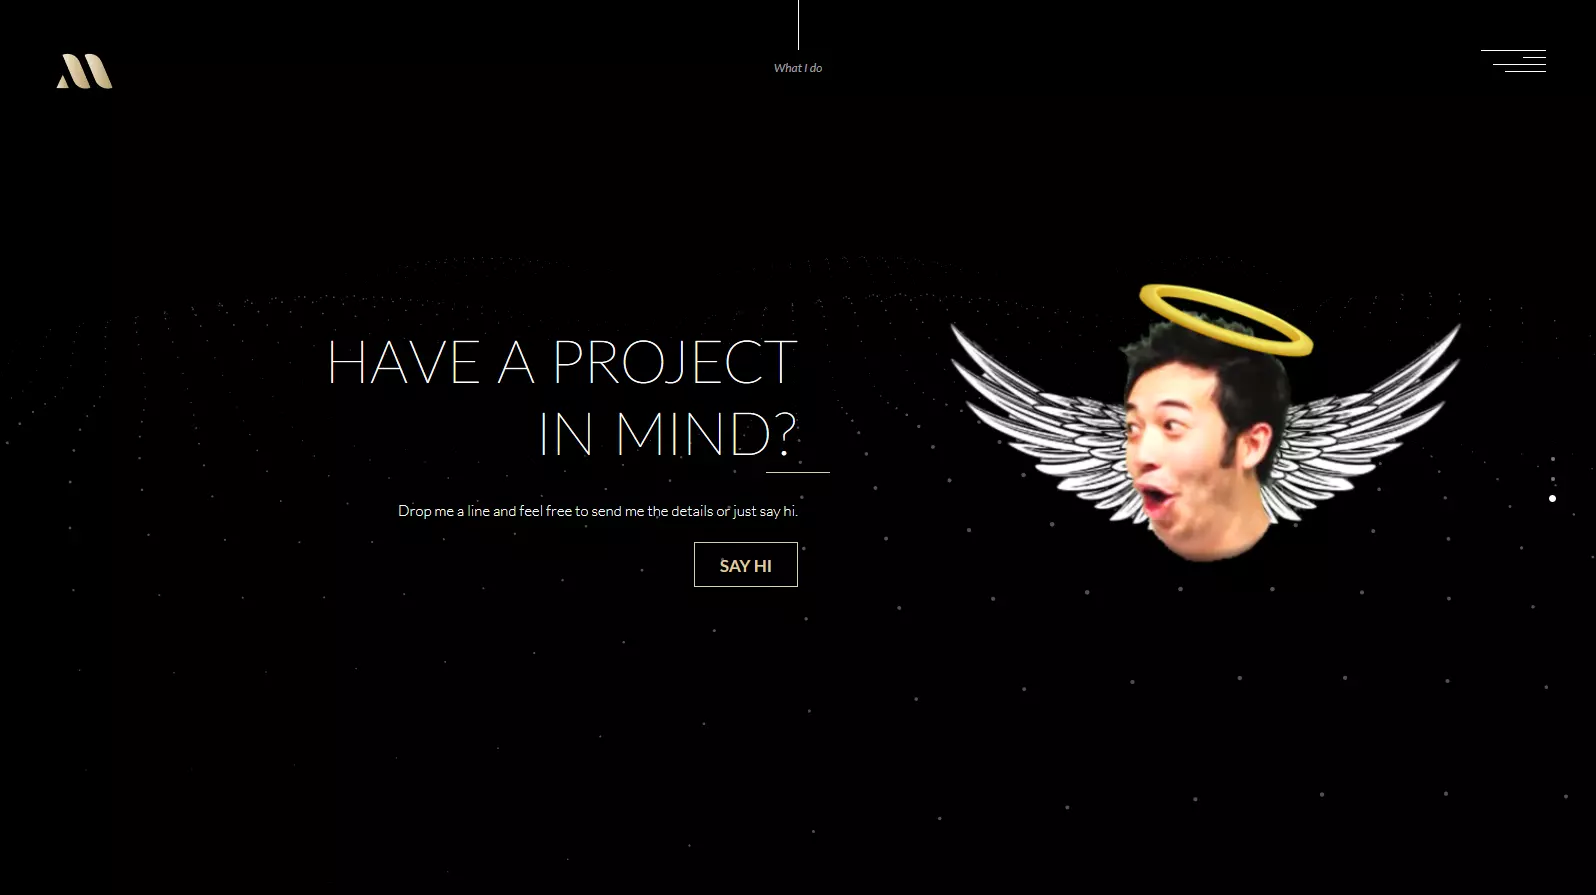 What I do
HAVE A PROJECT
IN MIND?
Drop me a line and feel free to send me the details or just say hi.
SAY HI